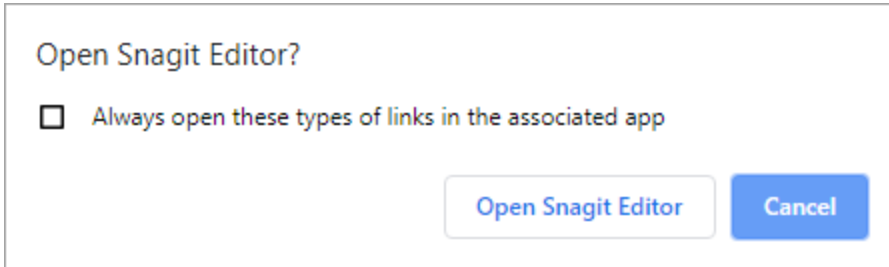 Open Snagit Editor?
Always open these types of links in the associated app
Open Snagit Editor
Cancel